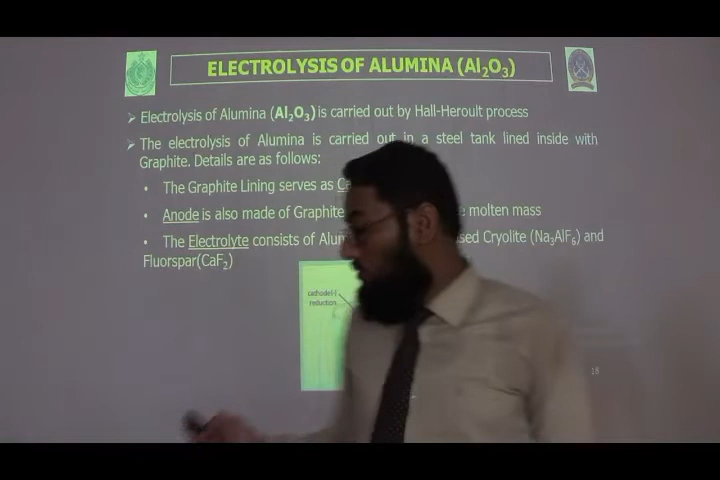 ELECTROLYSIS OF ALUMINA (Al₂O₃)
➢ Electrolysis of Alumina (Al₂O₃) is carried out by Hall-Heroult process
➢ The electrolysis of Alumina is carried out in a steel tank lined inside with
Graphite. Details are as follows:
• The Graphite Lining serves as
• Anode is also made of Graphite molten mass
• The Electrolyte consists of Cryolite (Na₃AlF₆) and
Fluorspar(CaF₂)
cathode(-)
reduction
18